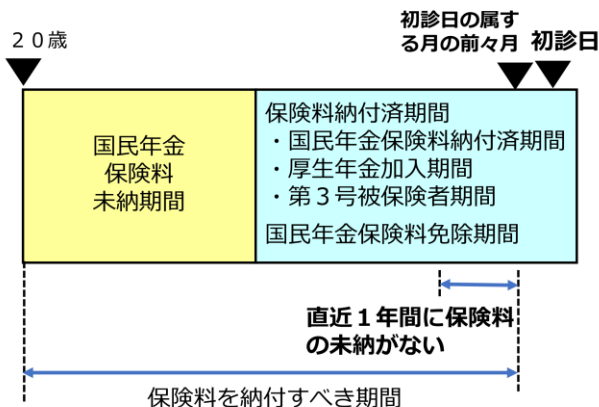 ２０歳
初診日の属す
る月の前々月
初診日
国民年金
保険料
未納期間
保険料納付済期間
・国民年金保険料納付済期間
・厚生年金加入期間
・第３号被保険者期間
国民年金保険料免除期間
直近１年間に保険料
の未納がない
保険料を納付すべき期間